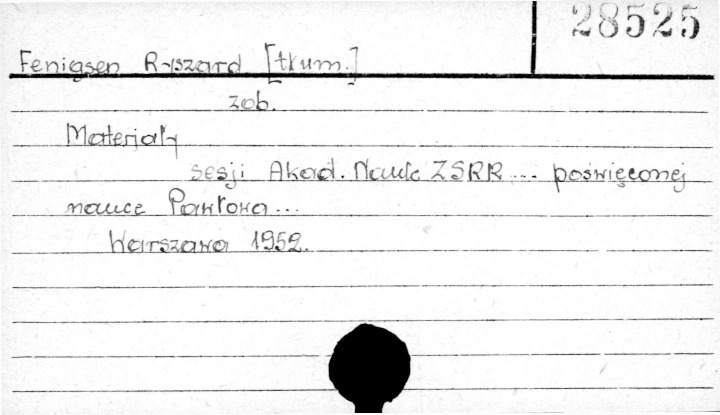 28525
Fenigsen Ryszard [tłum.]
zob.
Materiały
sesji Akad. Nauk ZSRR... poświęconej
nauce Pawłowa...
Warszawa 1952.